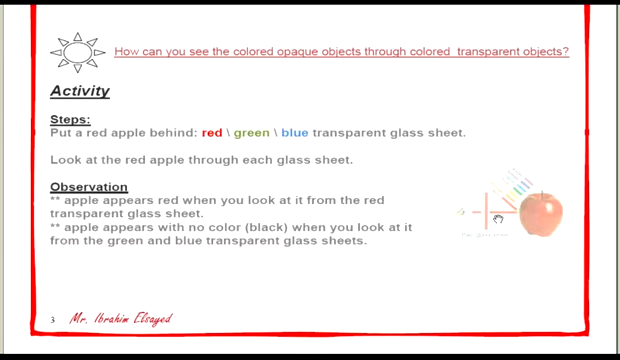 How can you see the colored opaque objects through colored transparent objects?
Activity
Steps:
Put a red apple behind: red \ green \ blue transparent glass sheet.
Look at the red apple through each glass sheet.
Observation
** apple appears red when you look at it from the red
transparent glass sheet.
** apple appears with no color (black) when you look at it
from the green and blue transparent glass sheets.
3 Mr. Ibrahim Elsayed